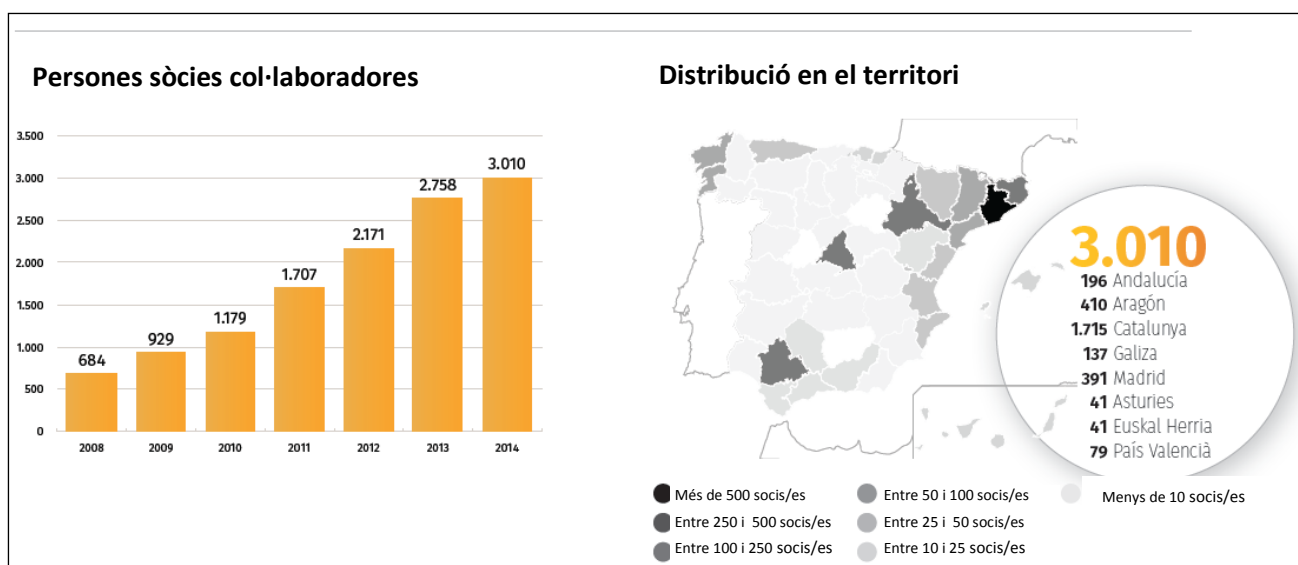 Persones sòcies col·laboradores
3.500
3.000
2.500
2.000
1.500
1.000
500
0
684
929
1.179
1.707
2.171
2.758
3.010
2008
2009
2010
2011
2012
2013
2014
Distribució en el territori
3.010
196 Andalucía
410 Aragón
1.715 Catalunya
137 Galiza
391 Madrid
41 Asturies
41 Euskal Herria
79 País Valencià
Més de 500 socis/es
Entre 250 i 500 socis/es
Entre 100 i 250 socis/es
Entre 50 i 100 socis/es
Entre 25 i 50 socis/es
Entre 10 i 25 socis/es
Menys de 10 socis/es